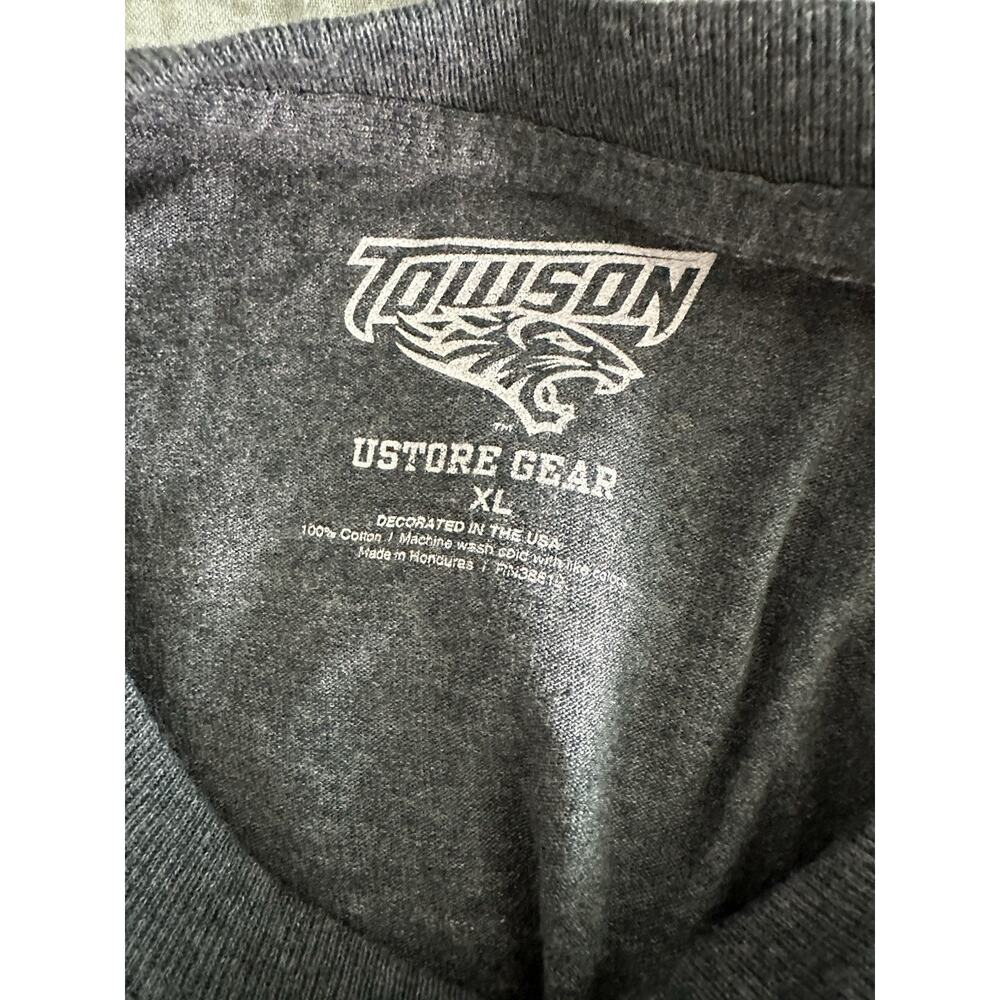 TOWSON
TM
USTORE GEAR
XL
DECORATED IN THE USA
100% Cotton / Machine wash cold with like colors
Made in Honduras /